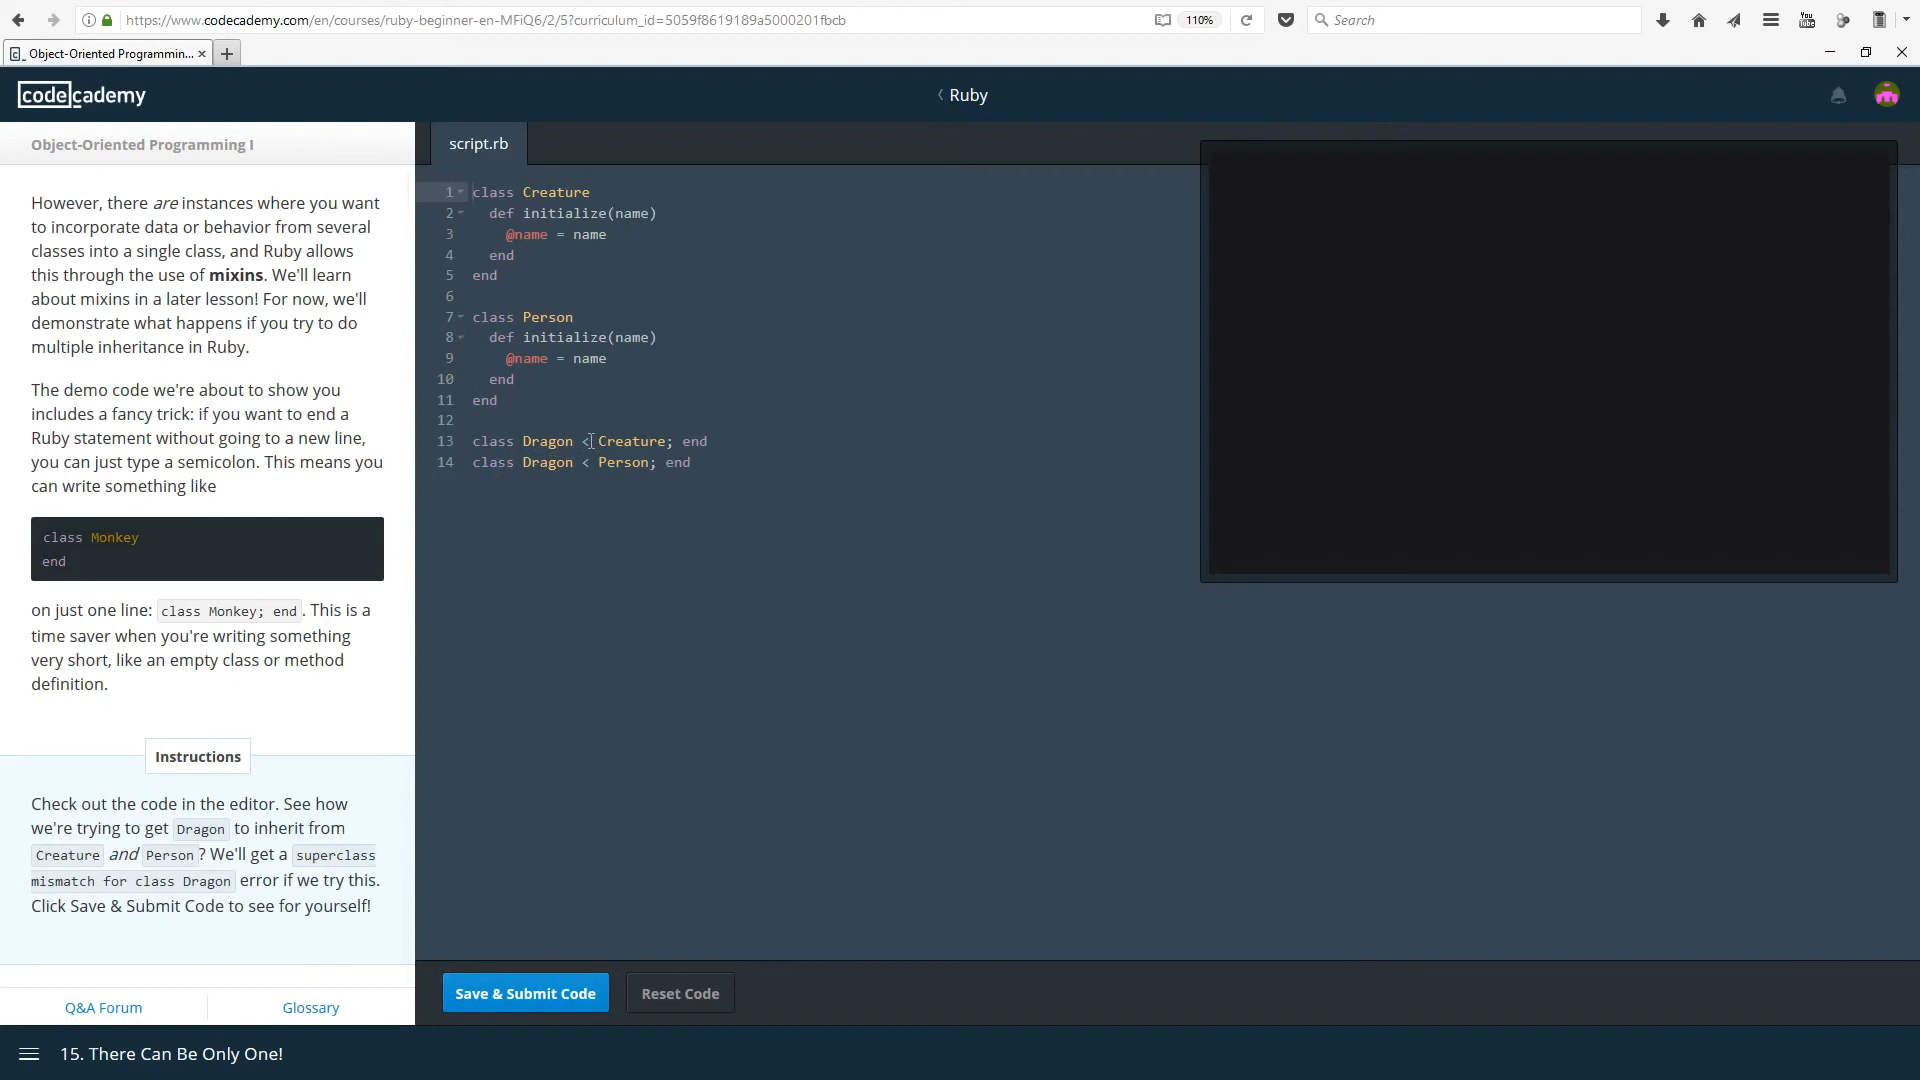 https://www.codecademy.com/en/courses/ruby-beginner-en-MFiQ6/2/5?curriculum_id=5059f8619189a5000201fbcb
110%
Search
You
Object-Oriented Programmin...
codecademy
Ruby
Object-Oriented Programming I
However, there are instances where you want
to incorporate data or behavior from several
classes into a single class, and Ruby allows
this through the use of mixins. We'll learn
about mixins in a later lesson! For now, we'll
demonstrate what happens if you try to do
multiple inheritance in Ruby.
The demo code we're about to show you
includes a fancy trick: if you want to end a
Ruby statement without going to a new line,
you can just type a semicolon. This means you
can write something like
class Monkey
end
on just one line: class Monkey; end. This is a
time saver when you're writing something
very short, like an empty class or method
definition.
Instructions
Check out the code in the editor. See how
we're trying to get Dragon to inherit from
Creature and Person? We'll get a superclass
mismatch for class Dragon error if we try this.
Click Save & Submit Code to see for yourself!
Q&A Forum
Glossary
script.rb
1 class Creature
2 def initialize(name)
3 @name = name
4 end
5 end
6
7 class Person
8 def initialize(name)
9 @name = name
10 end
11 end
12
13 class Dragon < Creature; end
14 class Dragon < Person; end
Save & Submit Code
Reset Code
15. There Can Be Only One!